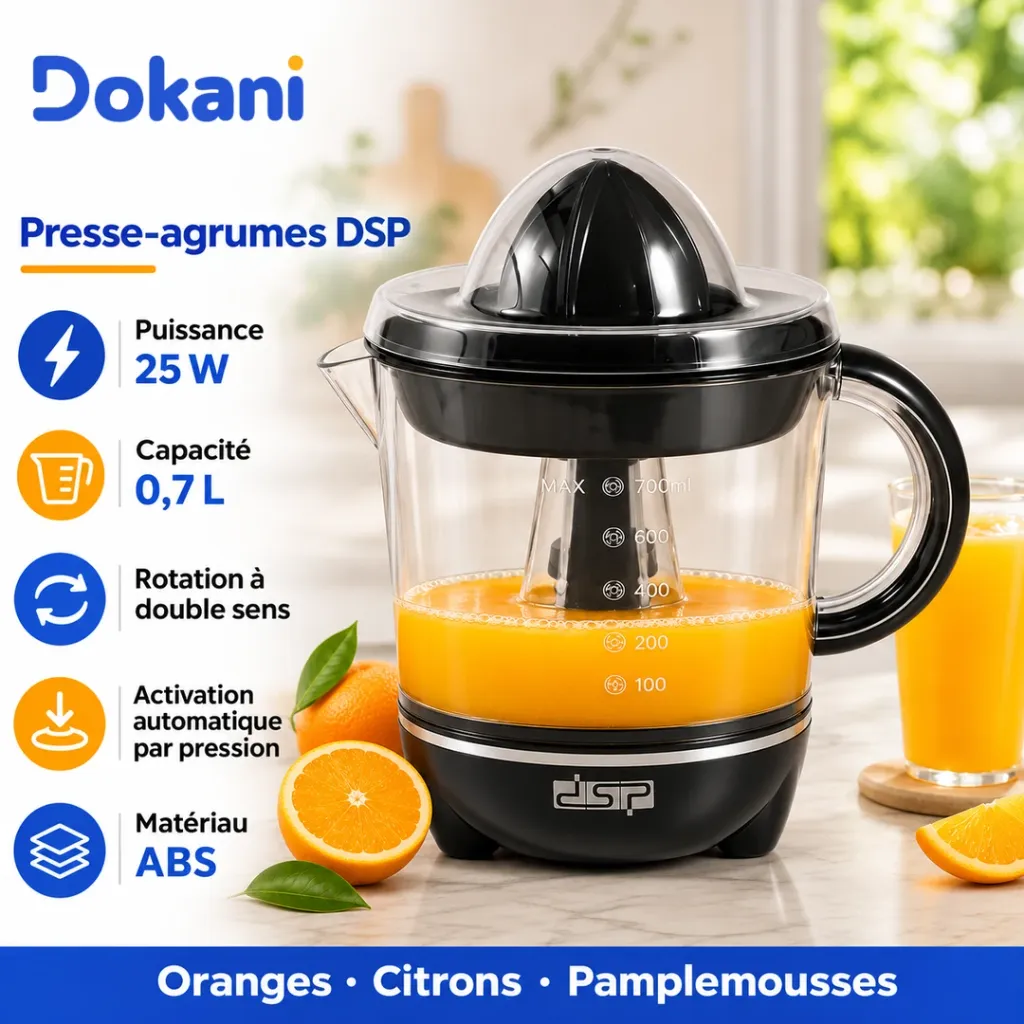 Dokani
Presse-agrumes DSP
Puissance
25 W
Capacité
0,7 L
Rotation à
double sens
Activation
automatique
par pression
Matériau
ABS
MAX 700ml
600
400
200
100
dsp
Oranges · Citrons · Pamplemousses